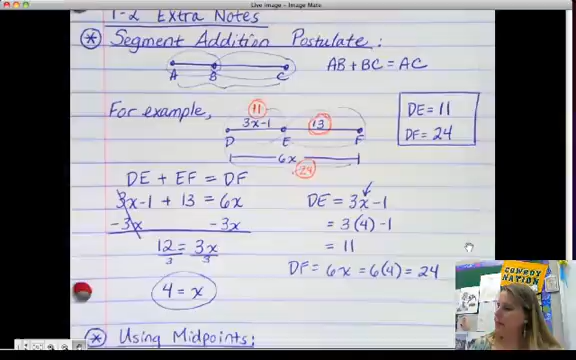 Live Image – Image Mate
1-2 Extra Notes
* Segment Addition Postulate:
A B C
AB + BC = AC
For example,
11
3x-1 13
D E F
6x
24
DE = 11
DF = 24
DE + EF = DF
3x-1 + 13 = 6x
-3x -3x
12 = 3x
3 3
4 = x
DE = 3x-1
= 3(4) -1
= 11
DF = 6x = 6(4) = 24
* Using Midpoints:
COWBOY
NATION